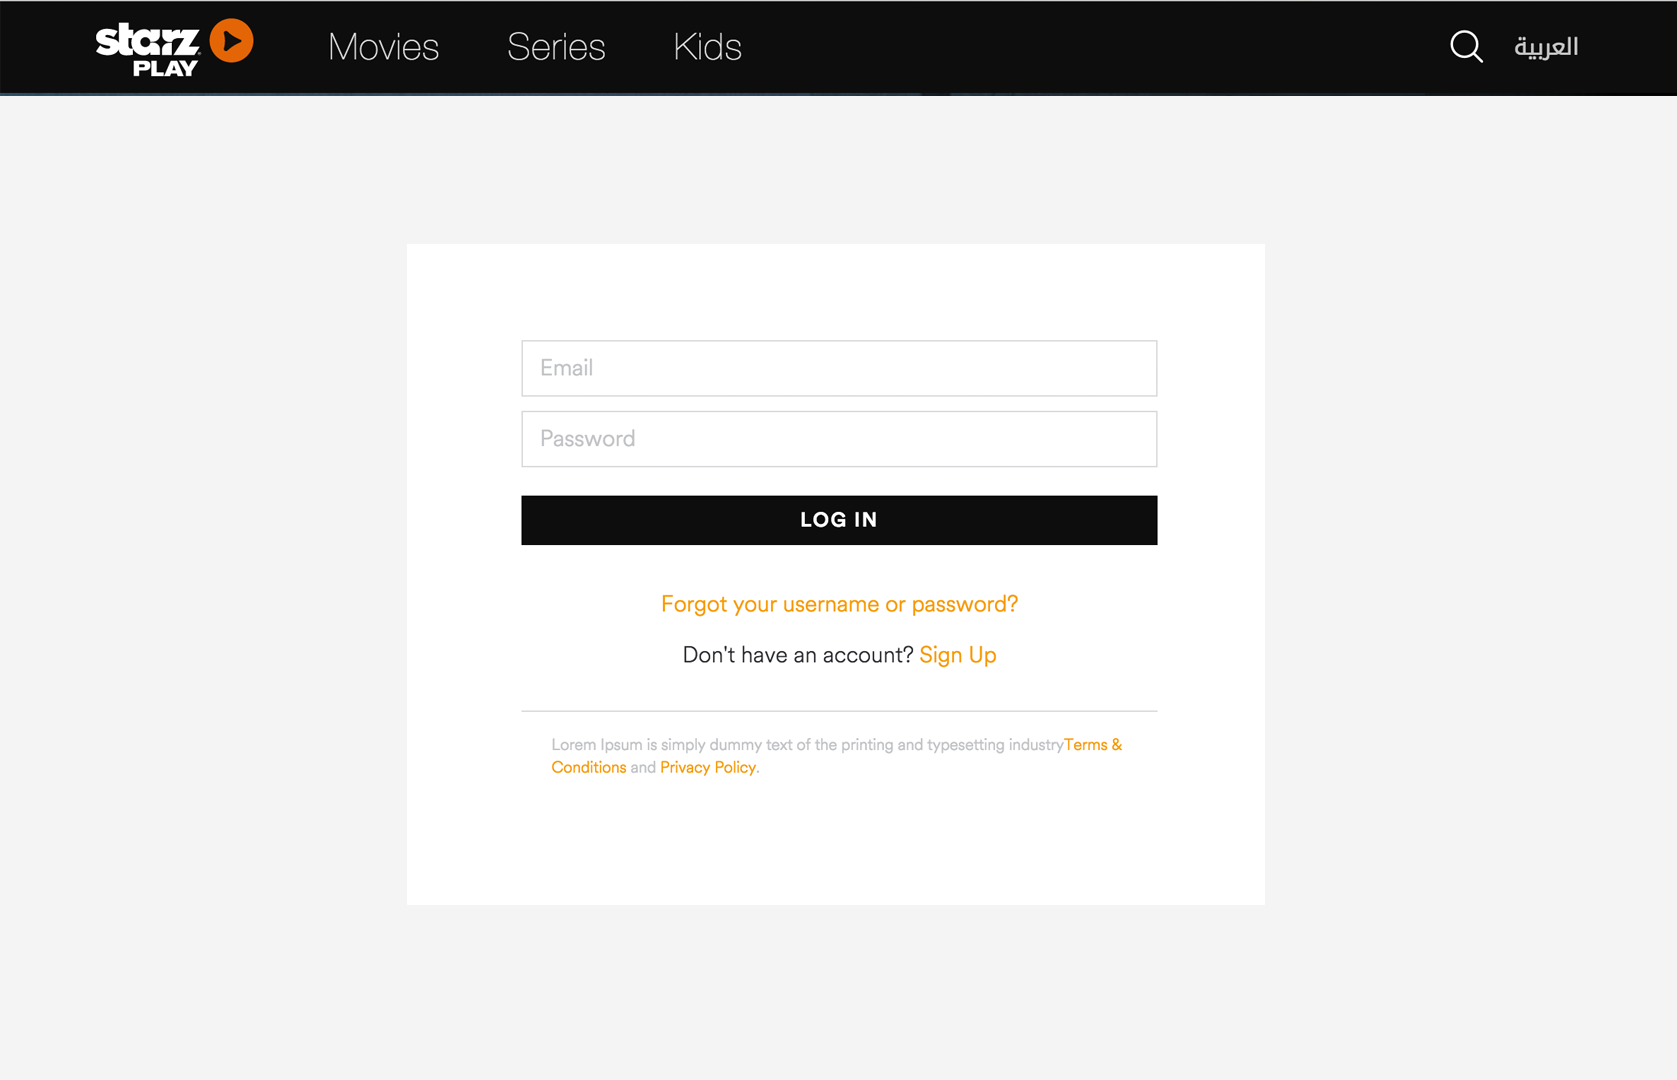 starz PLAY
Movies
Series
Kids
العربية
Email
Password
LOG IN
Forgot your username or password?
Don't have an account? Sign Up
Lorem Ipsum is simply dummy text of the printing and typesetting industryTerms &
Conditions and Privacy Policy.